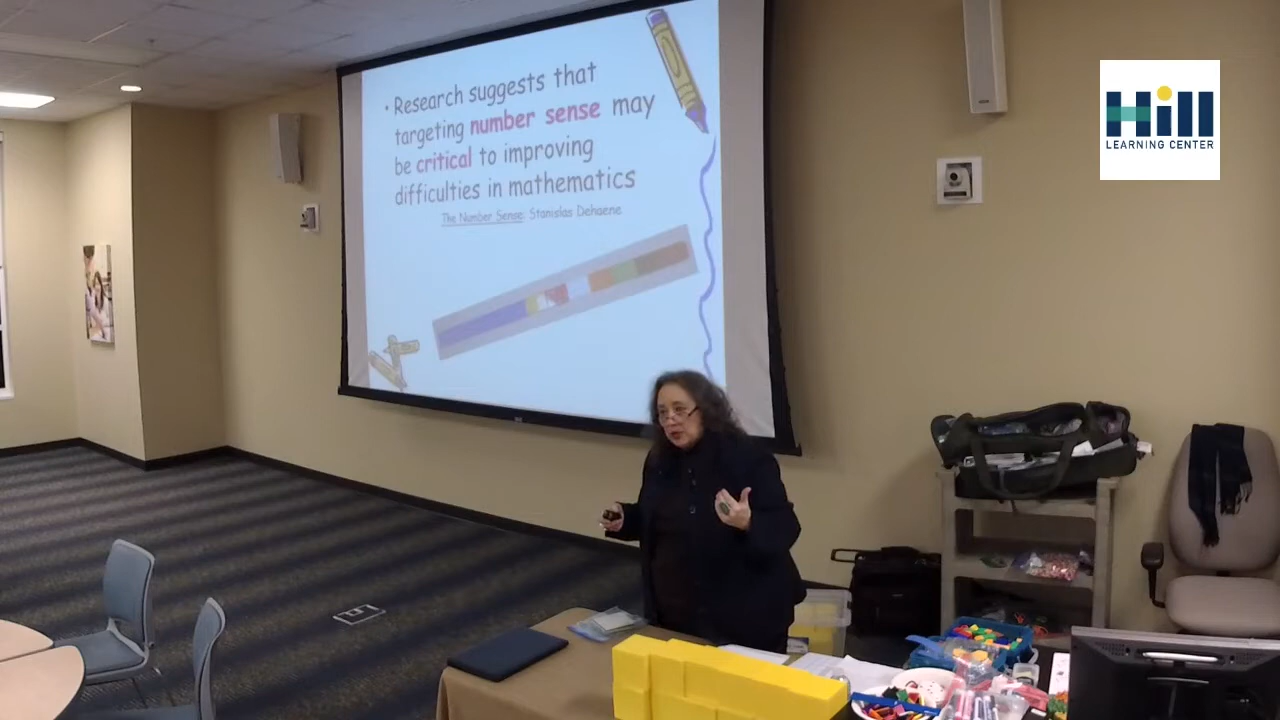 • Research suggests that
targeting number sense may
be critical to improving
difficulties in mathematics
The Number Sense Stanislas Dehaene
Hill
LEARNING CENTER